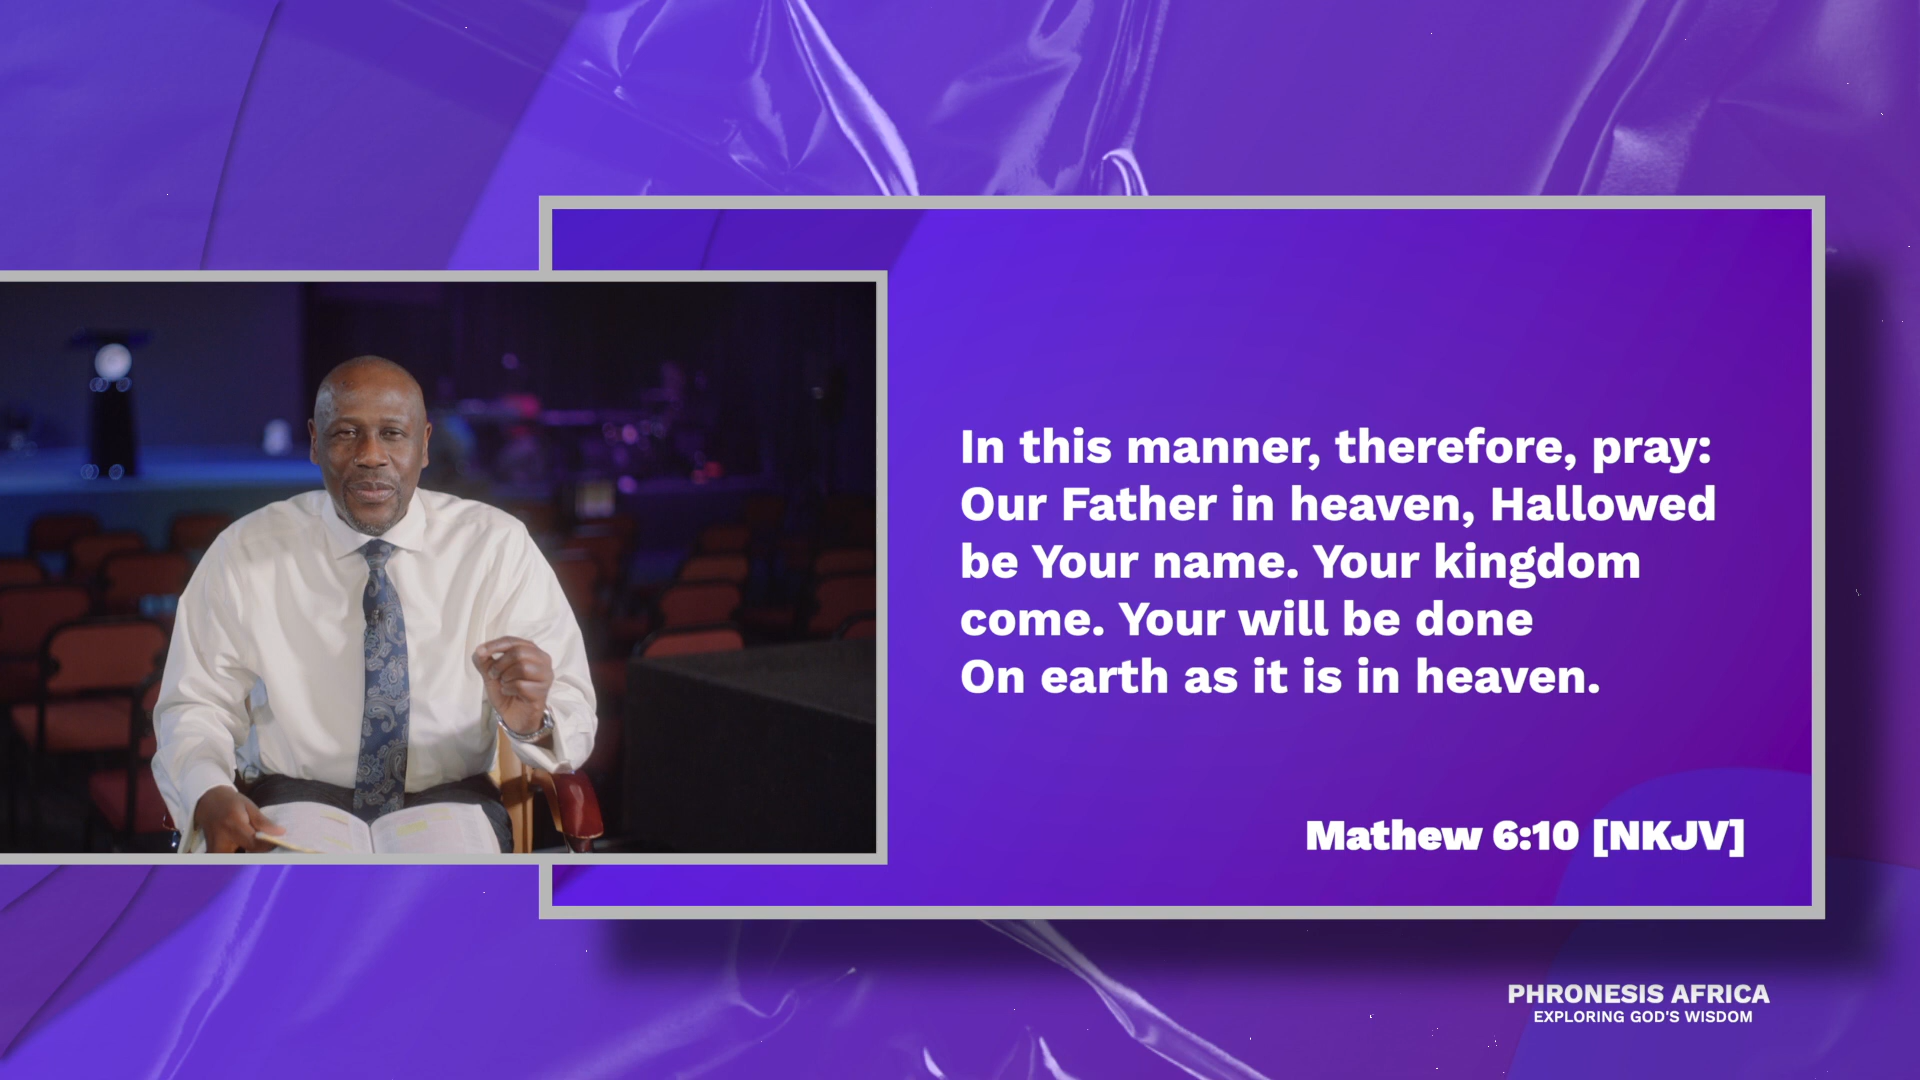 In this manner, therefore, pray:
Our Father in heaven, Hallowed
be Your name. Your kingdom
come. Your will be done
On earth as it is in heaven.
Mathew 6:10 [NKJV]
PHRONESIS AFRICA
EXPLORING GOD'S WISDOM